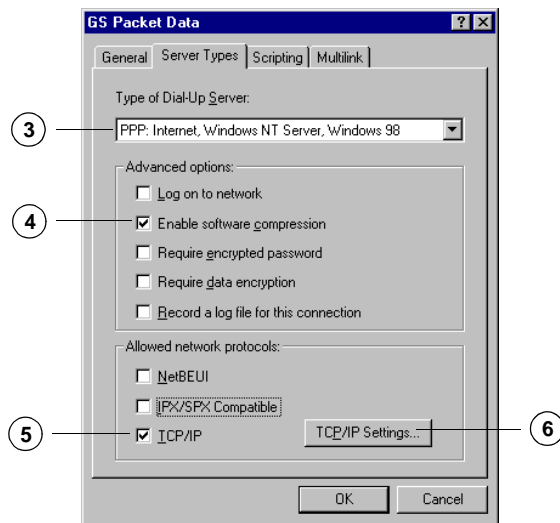 GS Packet Data
General Server Types Scripting Multilink
Type of Dial-Up Server:
3 PPP: Internet, Windows NT Server, Windows 98
Advanced options:
Log on to network
4 Enable software compression
Require encrypted password
Require data encryption
Record a log file for this connection
Allowed network protocols:
NetBEUI
IPX/SPX Compatible
5 TCP/IP TCP/IP Settings... 6
OK Cancel